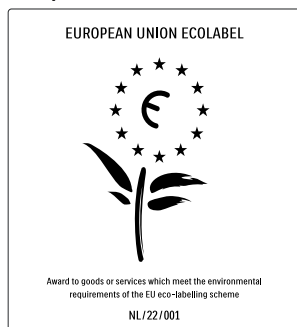 EUROPEAN UNION ECOLABEL
Award to goods or services which meet the environmental
requirements of the EU eco-labelling scheme
NL/22/001